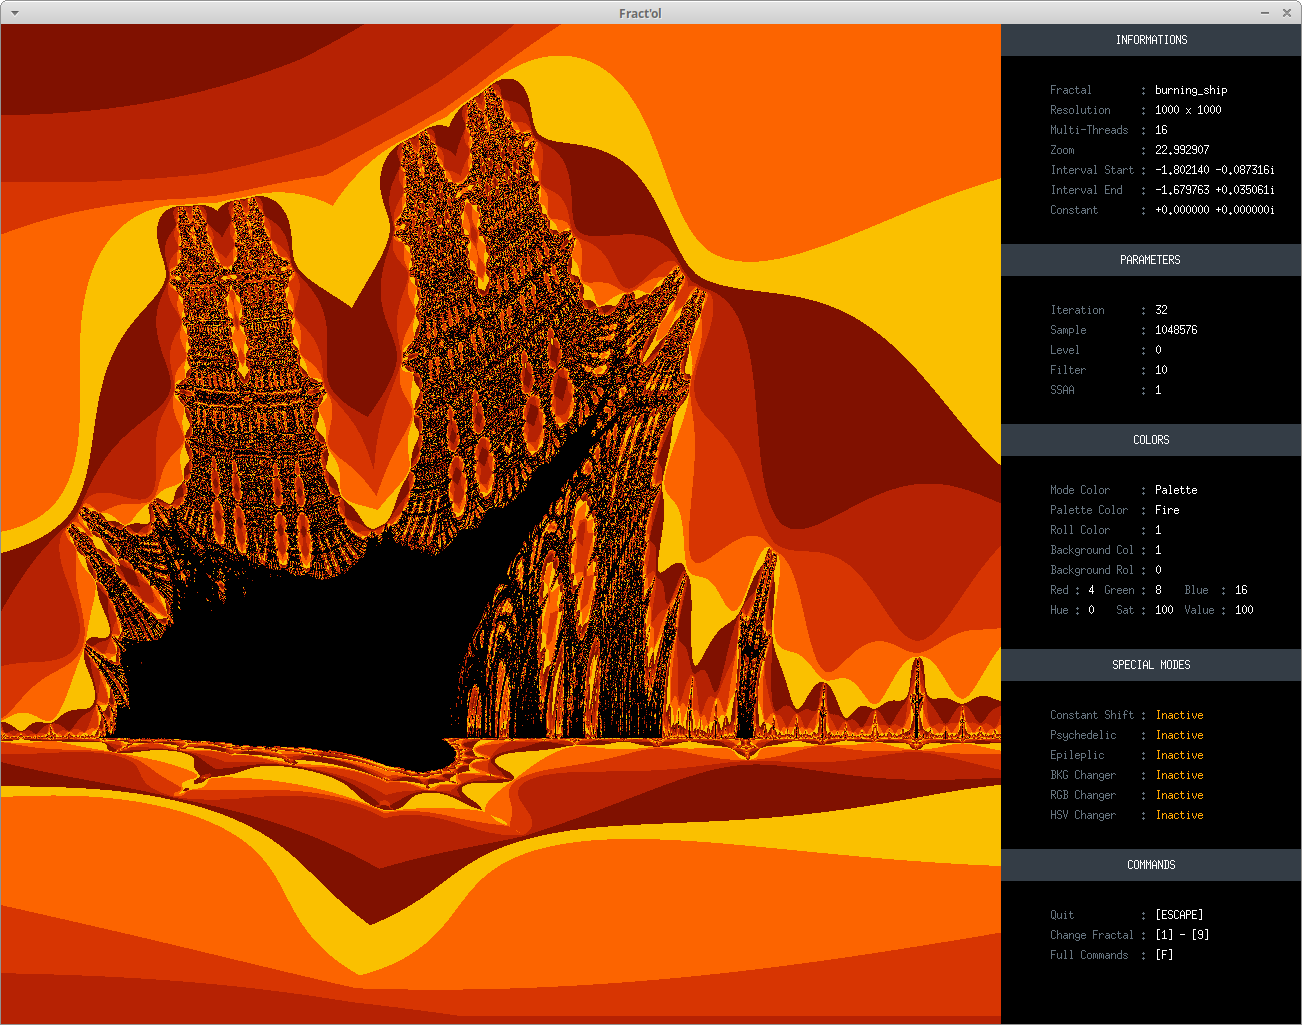 Fract'ol
INFORMATIONS
Fractal : burning_ship
Resolution : 1000 x 1000
Multi-Threads : 16
Zoom : 22.992907
Interval Start : -1.802140 -0.087316i
Interval End : -1.679763 +0.035061i
Constant : +0.000000 +0.000000i
PARAMETERS
Iteration : 32
Sample : 1048576
Level : 0
Filter : 10
SSAA : 1
COLORS
Mode Color : Palette
Palette Color : Fire
Roll Color : 1
Background Col : 1
Background Rol : 0
Red : 4 Green : 8 Blue : 16
Hue : 0 Sat : 100 Value : 100
SPECIAL MODES
Constant Shift : Inactive
Psychedelic : Inactive
Epileplic : Inactive
BKG Changer : Inactive
RGB Changer : Inactive
HSV Changer : Inactive
COMMANDS
Quit : [ESCAPE]
Change Fractal : [1] - [9]
Full Commands : [F]